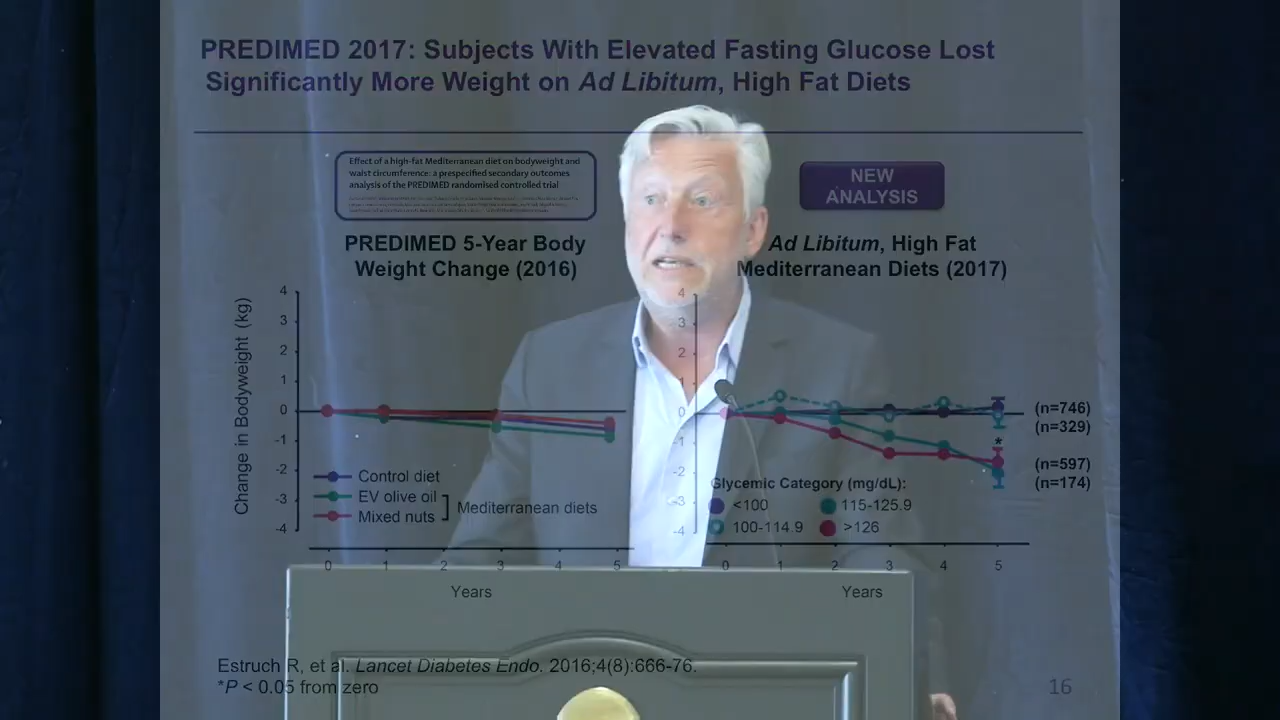 PREDIMED 2017: Subjects With Elevated Fasting Glucose Lost
Significantly More Weight on Ad Libitum, High Fat Diets
Effect of a high-fat Mediterranean diet on bodyweight and
waist circumference: a prespecified secondary outcomes
analysis of the PREDIMED randomised controlled trial
NEW
ANALYSIS
PREDIMED 5-Year Body
Weight Change (2016)
Change in Bodyweight (kg)
4
3
2
1
0
-1
-2
-3
-4
Control diet
EV olive oil
Mixed nuts
Mediterranean diets
0 1 2 3 4 5
Years
Ad Libitum, High Fat
Mediterranean Diets (2017)
4
3
2
1
0
-1
-2
-3
-4
(n=746)
(n=329)
*
(n=597)
(n=174)
Glycemic Category (mg/dL):
<100 115-125.9
100-114.9 >126
0 1 2 3 4 5
Years
Estruch R, et al. Lancet Diabetes Endo. 2016;4(8):666-76.
*P < 0.05 from zero
16